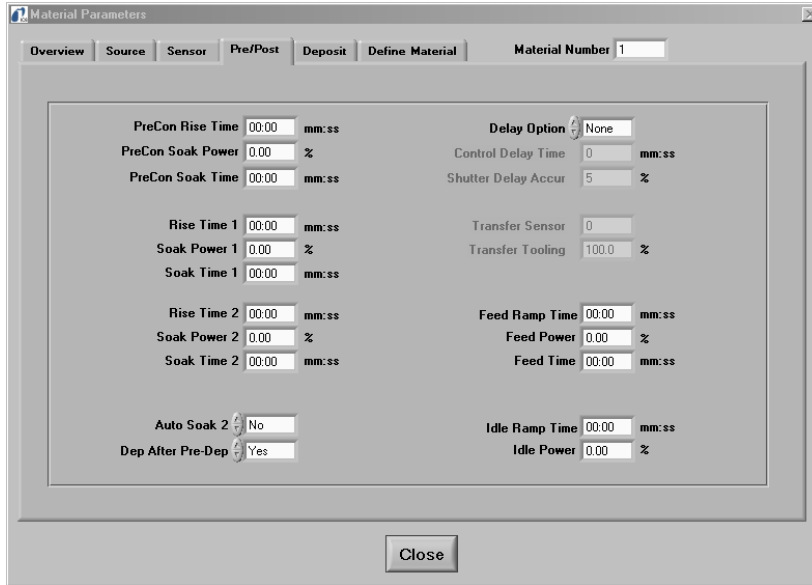 Material Parameters
Overview Source Sensor Pre/Post Deposit Define Material Material Number 1
PreCon Rise Time 00:00 mm:ss
PreCon Soak Power 0.00 %
PreCon Soak Time 00:00 mm:ss
Rise Time 1 00:00 mm:ss
Soak Power 1 0.00 %
Soak Time 1 00:00 mm:ss
Rise Time 2 00:00 mm:ss
Soak Power 2 0.00 %
Soak Time 2 00:00 mm:ss
Auto Soak 2 No
Dep After Pre-Dep Yes
Delay Option None
Control Delay Time 0 mm:ss
Shutter Delay Accur 5 %
Transfer Sensor 0
Transfer Tooling 100.0 %
Feed Ramp Time 00:00 mm:ss
Feed Power 0.00 %
Feed Time 00:00 mm:ss
Idle Ramp Time 00:00 mm:ss
Idle Power 0.00 %
Close